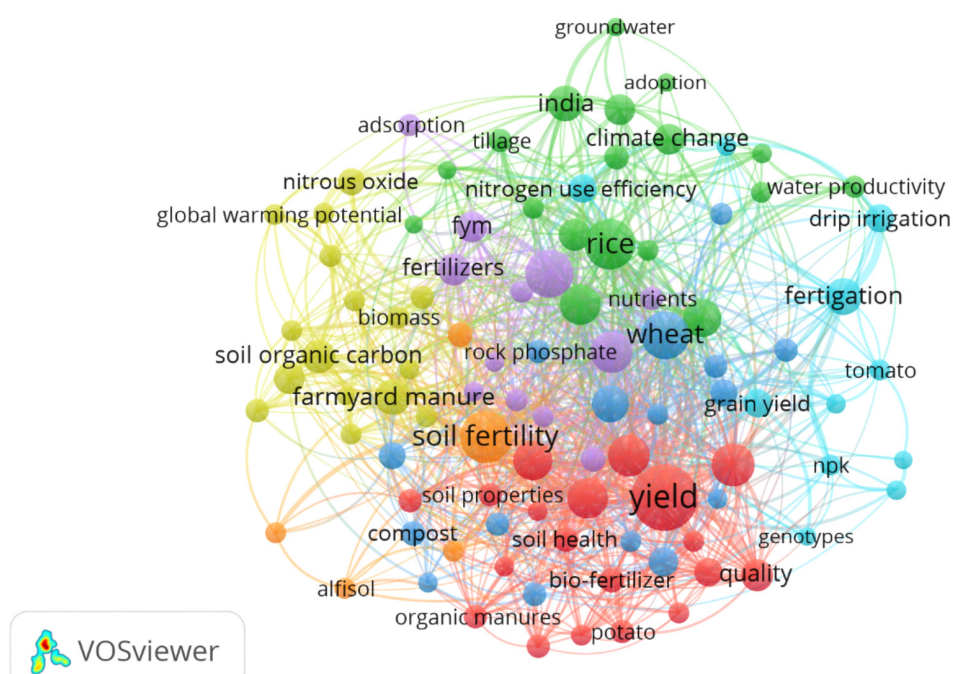 groundwater
adoption
india
adsorption
tillage
climate change
nitrous oxide
nitrogen use efficiency
water productivity
global warming potential
fym
drip irrigation
rice
fertilizers
nutrients
fertigation
biomass
wheat
soil organic carbon
rock phosphate
tomato
farmyard manure
grain yield
soil fertility
npk
soil properties
yield
compost
soil health
genotypes
bio-fertilizer
quality
alfisol
organic manures
potato
VOSviewer